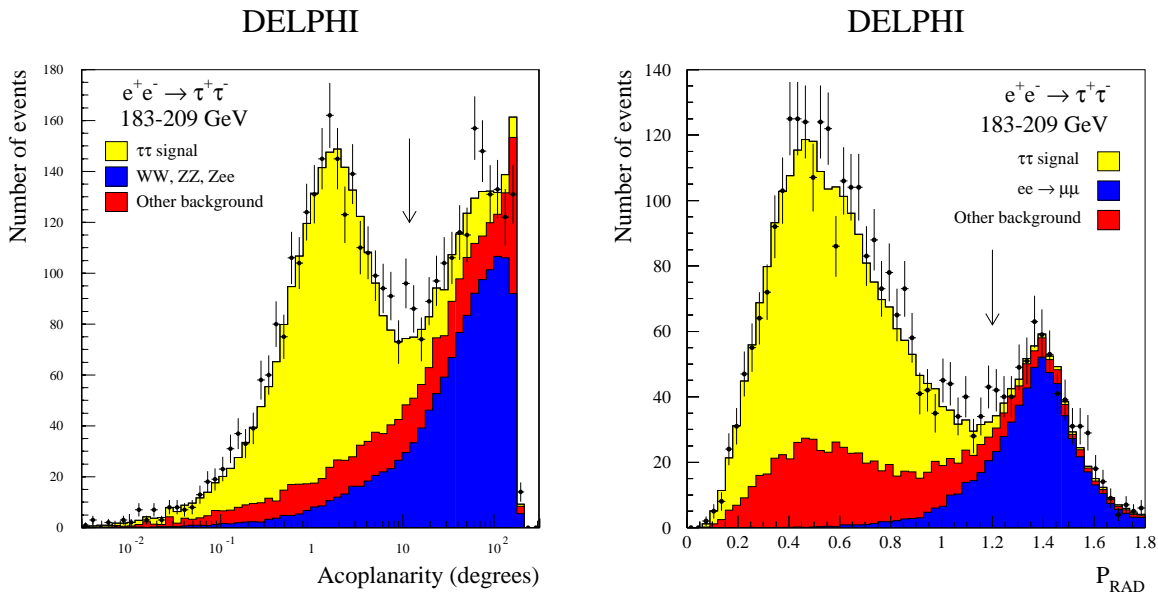 DELPHI
Number of events
180
160
140
120
100
80
60
40
20
0
e⁺e⁻ → τ⁺τ⁻
183-209 GeV
ττ signal
WW, ZZ, Zee
Other background
10⁻² 10⁻¹ 1 10 10²
Acoplanarity (degrees)
DELPHI
Number of events
140
120
100
80
60
40
20
0
e⁺e⁻ → τ⁺τ⁻
183-209 GeV
ττ signal
ee → μμ
Other background
0 0.2 0.4 0.6 0.8 1 1.2 1.4 1.6 1.8
P_RAD